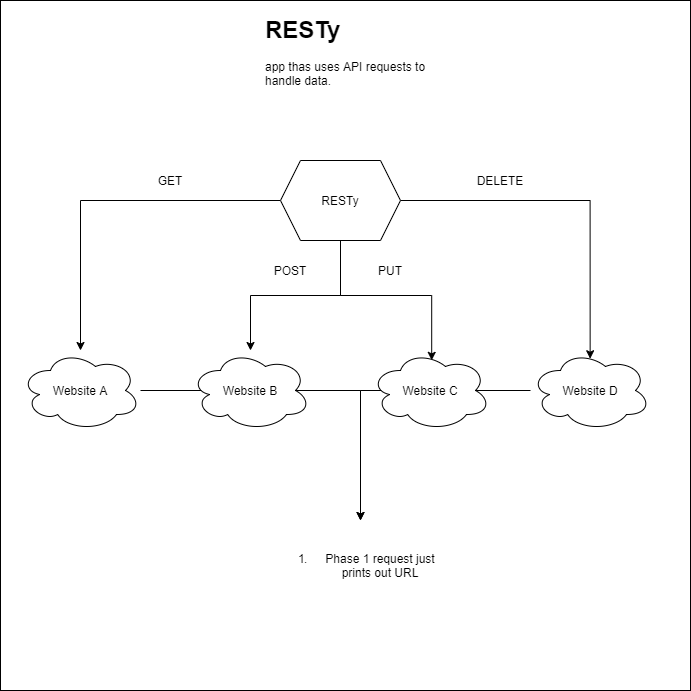 RESTy
app thas uses API requests to
handle data.
GET
DELETE
RESTy
POST
PUT
Website A
Website B
Website C
Website D
1. Phase 1 request just
prints out URL